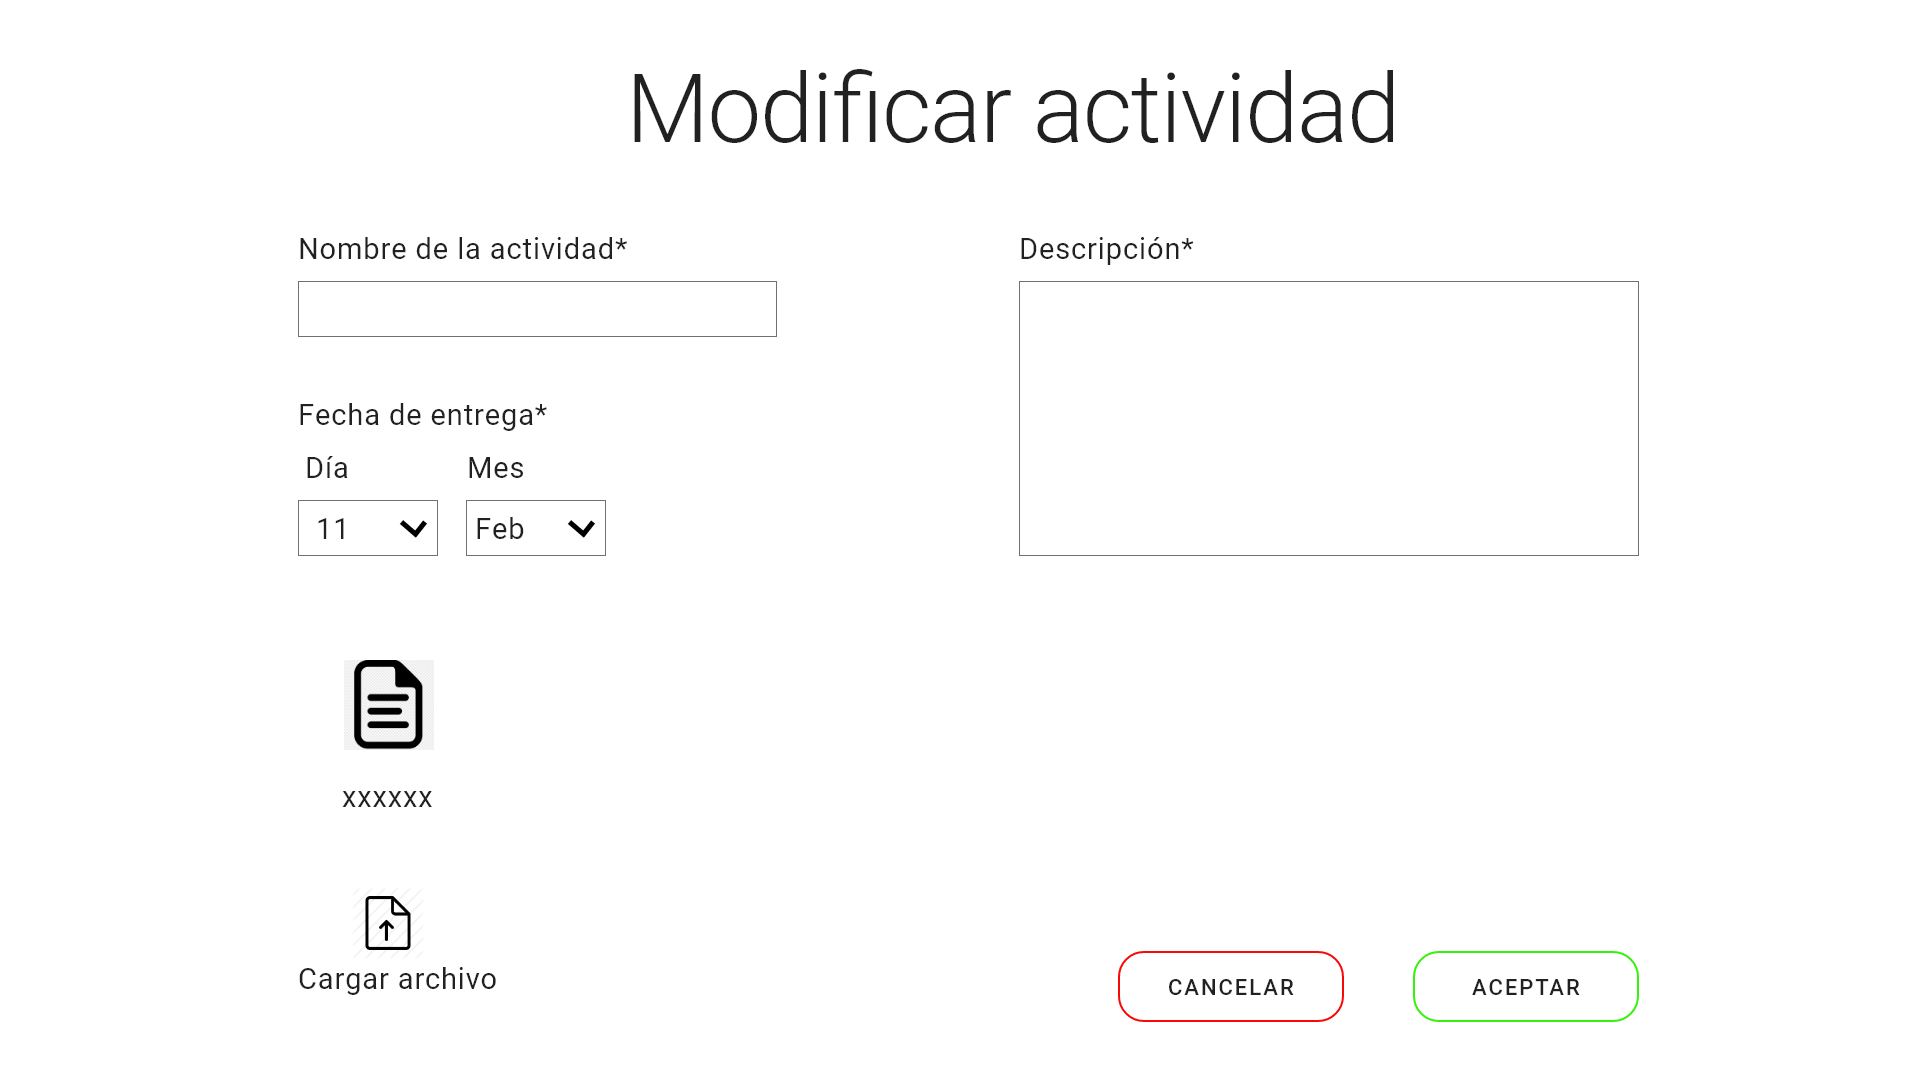 Modificar actividad
Nombre de la actividad*
Descripción*
Fecha de entrega*
Día Mes
11 Feb
xxxxxx
Cargar archivo
CANCELAR ACEPTAR